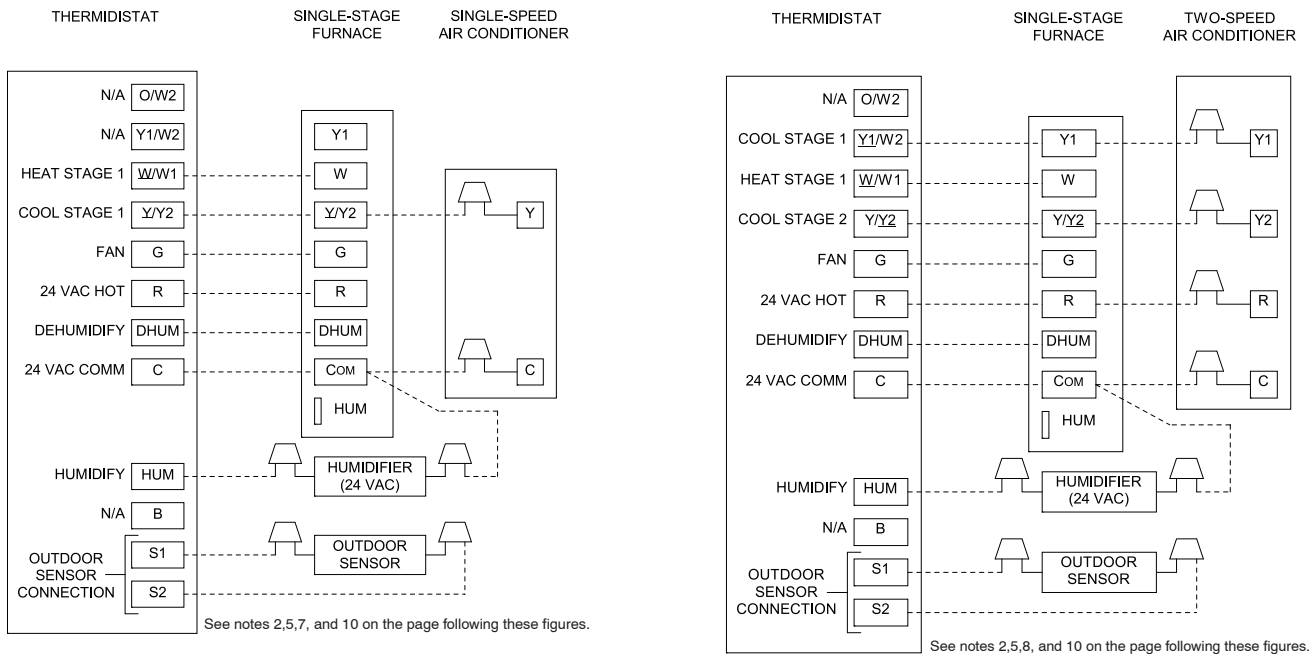 THERMIDISTAT
SINGLE-STAGE
FURNACE
SINGLE-SPEED
AIR CONDITIONER
N/A O/W2
N/A Y1/W2 Y1
HEAT STAGE 1 W/W1 W
COOL STAGE 1 Y/Y2 Y/Y2 Y
FAN G G
24 VAC HOT R R
DEHUMIDIFY DHUM DHUM
24 VAC COMM C COM C
HUM
HUMIDIFY HUM HUMIDIFIER
(24 VAC)
N/A B
OUTDOOR
SENSOR
CONNECTION
S1
S2
OUTDOOR
SENSOR
See notes 2,5,7, and 10 on the page following these figures.
THERMIDISTAT
SINGLE-STAGE
FURNACE
TWO-SPEED
AIR CONDITIONER
N/A O/W2
COOL STAGE 1 Y1/W2 Y1 Y1
HEAT STAGE 1 W/W1 W
COOL STAGE 2 Y/Y2 Y/Y2 Y2
FAN G G
24 VAC HOT R R R
DEHUMIDIFY DHUM DHUM
24 VAC COMM C COM C
HUM
HUMIDIFY HUM HUMIDIFIER
(24 VAC)
N/A B
OUTDOOR
SENSOR
CONNECTION
S1
S2
OUTDOOR
SENSOR
See notes 2,5,8, and 10 on the page following these figures.